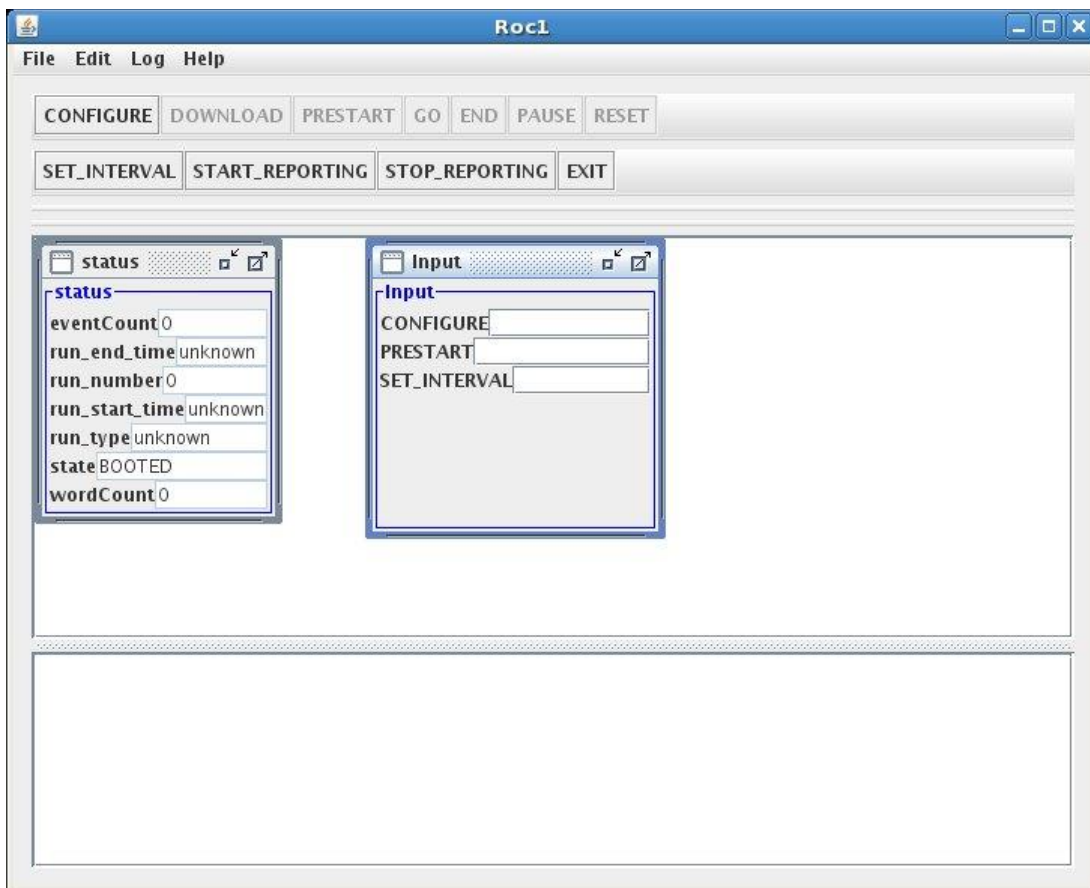 Roc1
File Edit Log Help
CONFIGURE DOWNLOAD PRESTART GO END PAUSE RESET
SET_INTERVAL START_REPORTING STOP_REPORTING EXIT
status
status
eventCount 0
run_end_time unknown
run_number 0
run_start_time unknown
run_type unknown
state BOOTED
wordCount 0
Input
Input
CONFIGURE
PRESTART
SET_INTERVAL